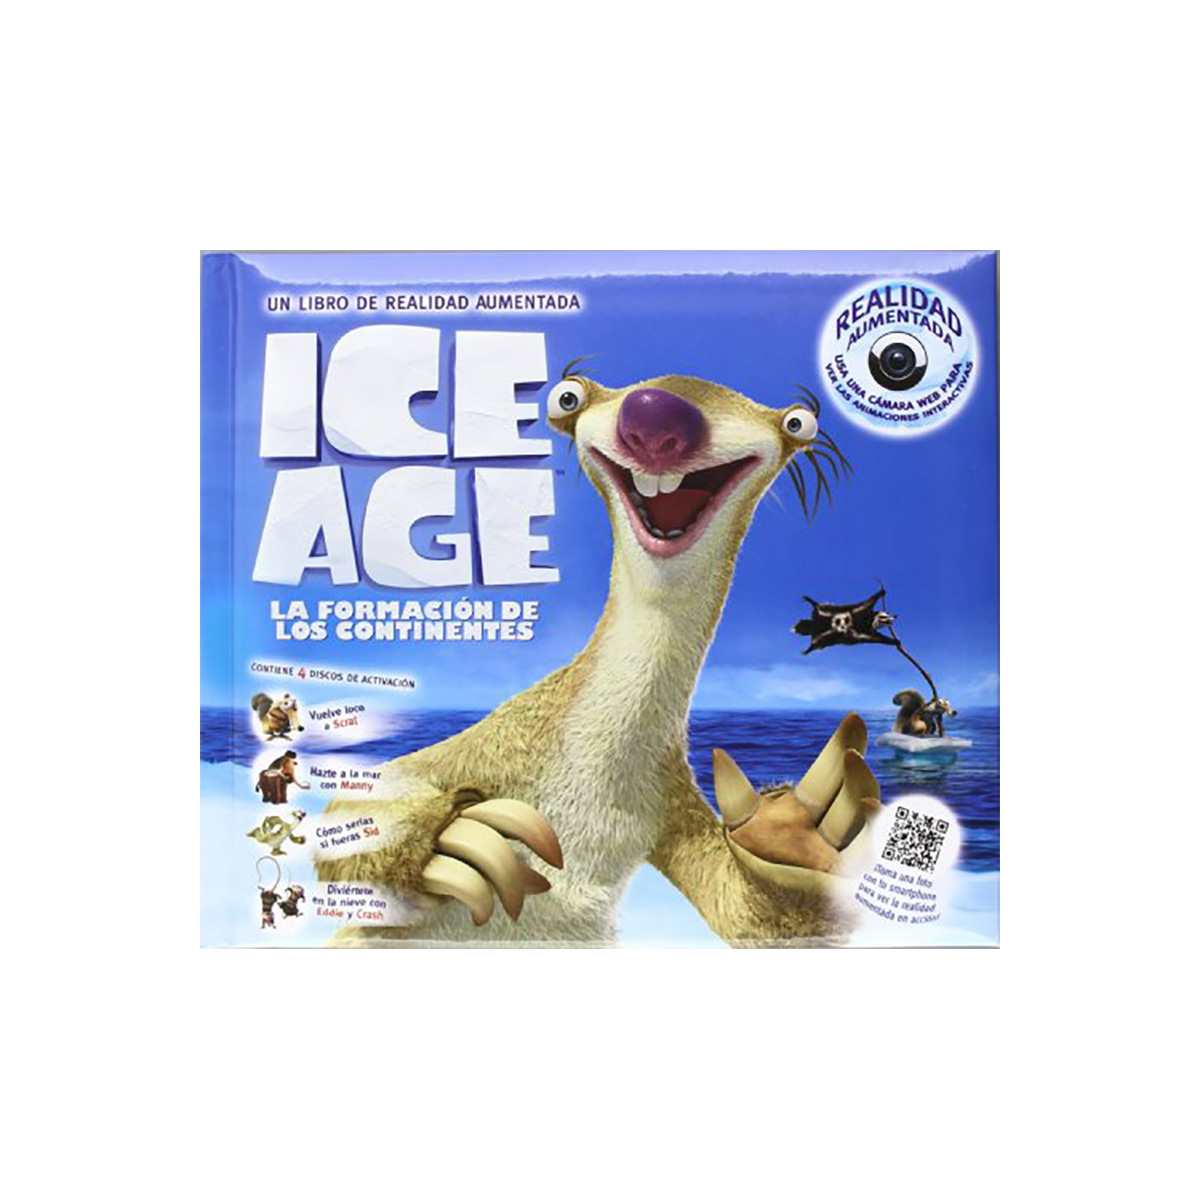 UN LIBRO DE REALIDAD AUMENTADA
ICE
AGE™
LA FORMACIÓN DE
LOS CONTINENTES
CONTIENE 4 DISCOS DE ACTIVACIÓN
Vuelve loco
a Scrat
Hazte a la mar
con Manny
Cómo serías
si fueras Sid
Diviértete
en la nieve con
Eddie y Crash
REALIDAD
AUMENTADA
USA UNA CÁMARA WEB PARA
VER LAS ANIMACIONES INTERACTIVAS
¡Toma una foto
con tu smartphone
para ver la realidad
aumentada en acción!